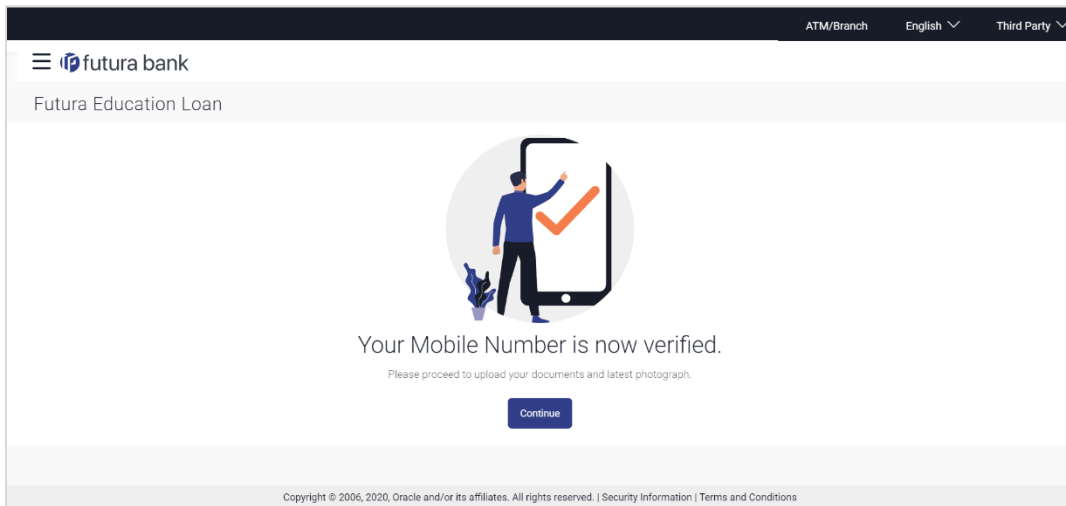 ATM/Branch English Third Party
futura bank
Futura Education Loan
Your Mobile Number is now verified.
Please proceed to upload your documents and latest photograph.
Continue
Copyright © 2006, 2020, Oracle and/or its affiliates. All rights reserved. | Security Information | Terms and Conditions